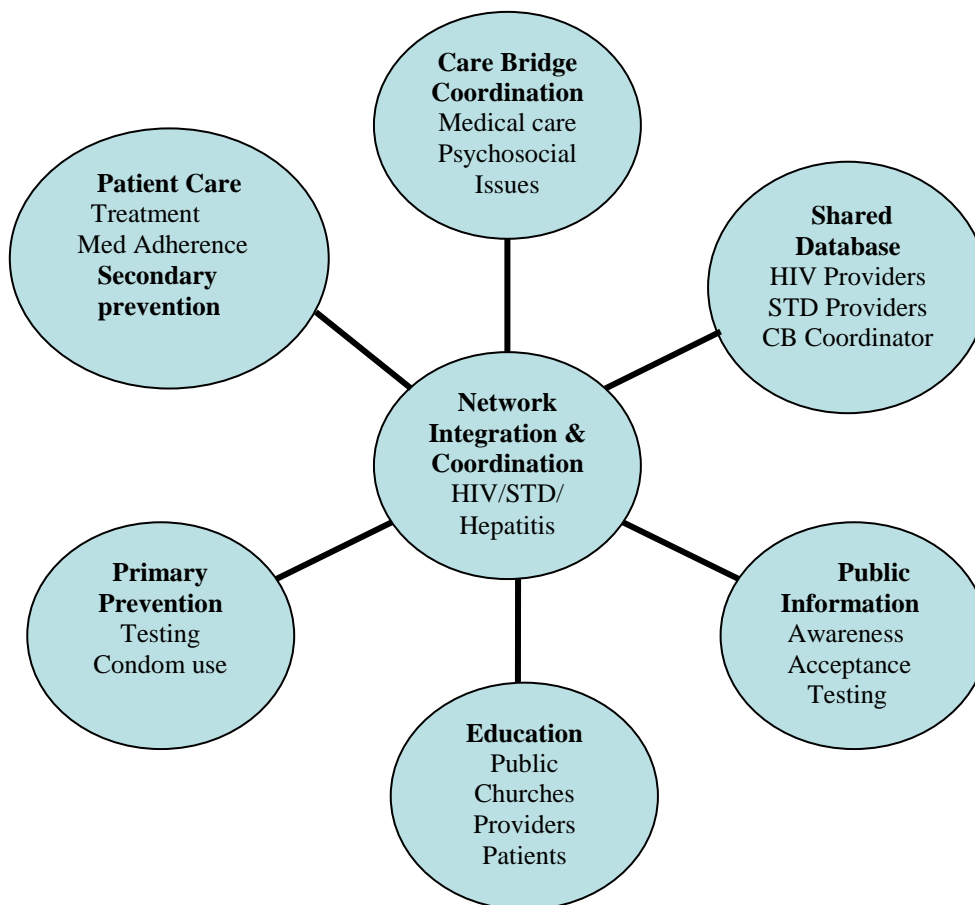 Care Bridge
Coordination
Medical care
Psychosocial
Issues
Patient Care
Treatment
Med Adherence
Secondary
prevention
Shared
Database
HIV Providers
STD Providers
CB Coordinator
Network
Integration &
Coordination
HIV/STD/
Hepatitis
Primary
Prevention
Testing
Condom use
Public
Information
Awareness
Acceptance
Testing
Education
Public
Churches
Providers
Patients